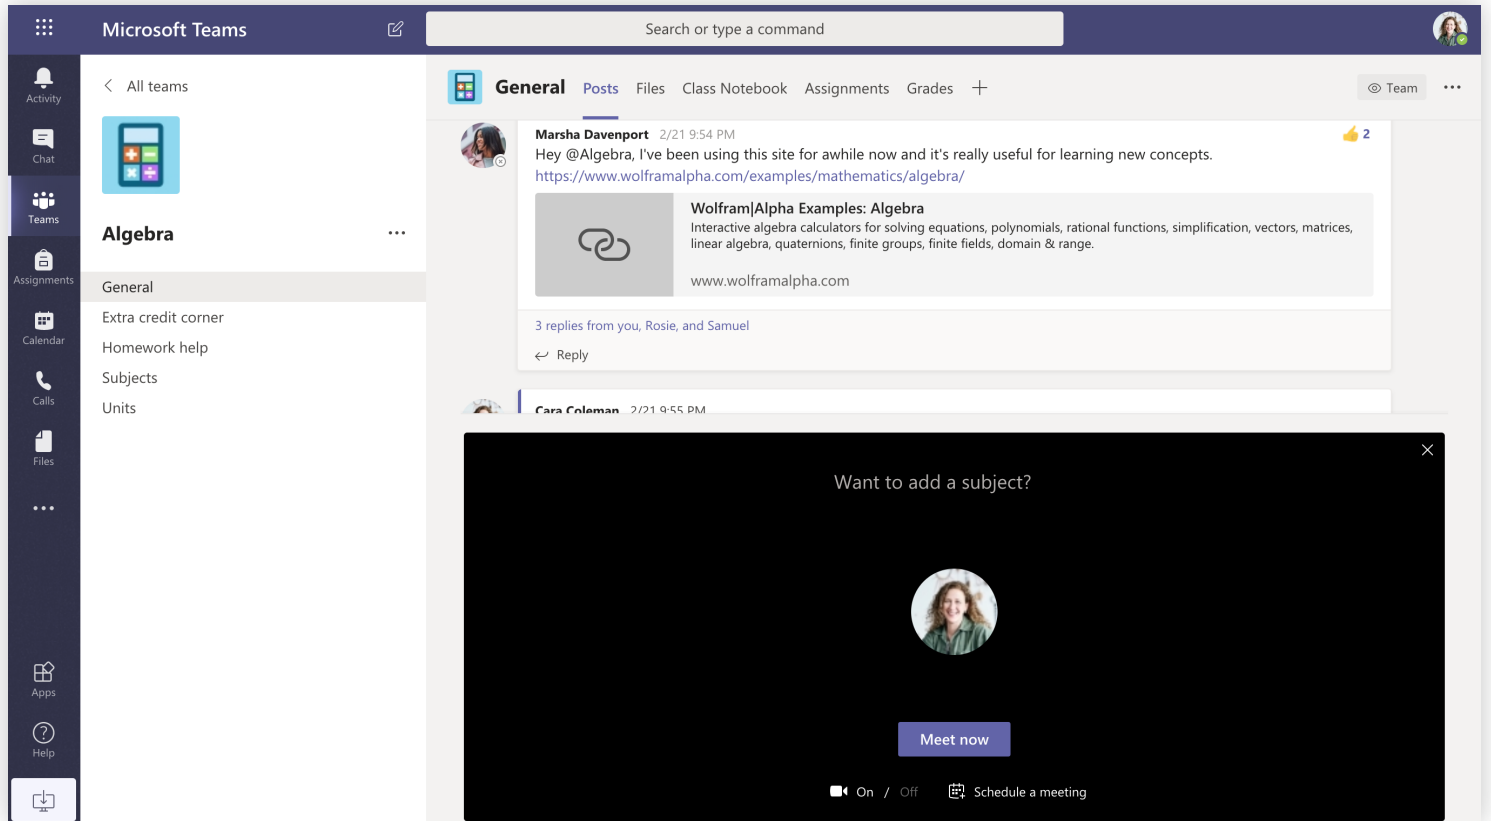 Microsoft Teams
Search or type a command
Activity
Chat
Teams
Assignments
Calendar
Calls
Files
Apps
Help
All teams
Algebra
General
Extra credit corner
Homework help
Subjects
Units
General Posts Files Class Notebook Assignments Grades
Team
Marsha Davenport 2/21 9:54 PM
2
Hey @Algebra, I've been using this site for awhile now and it's really useful for learning new concepts.
https://www.wolframalpha.com/examples/mathematics/algebra/
Wolfram|Alpha Examples: Algebra
Interactive algebra calculators for solving equations, polynomials, rational functions, simplification, vectors, matrices,
linear algebra, quaternions, finite groups, finite fields, domain & range.
www.wolframalpha.com
3 replies from you, Rosie, and Samuel
Reply
Cara Coleman 2/21 9:55 PM
Want to add a subject?
Meet now
On / Off
Schedule a meeting